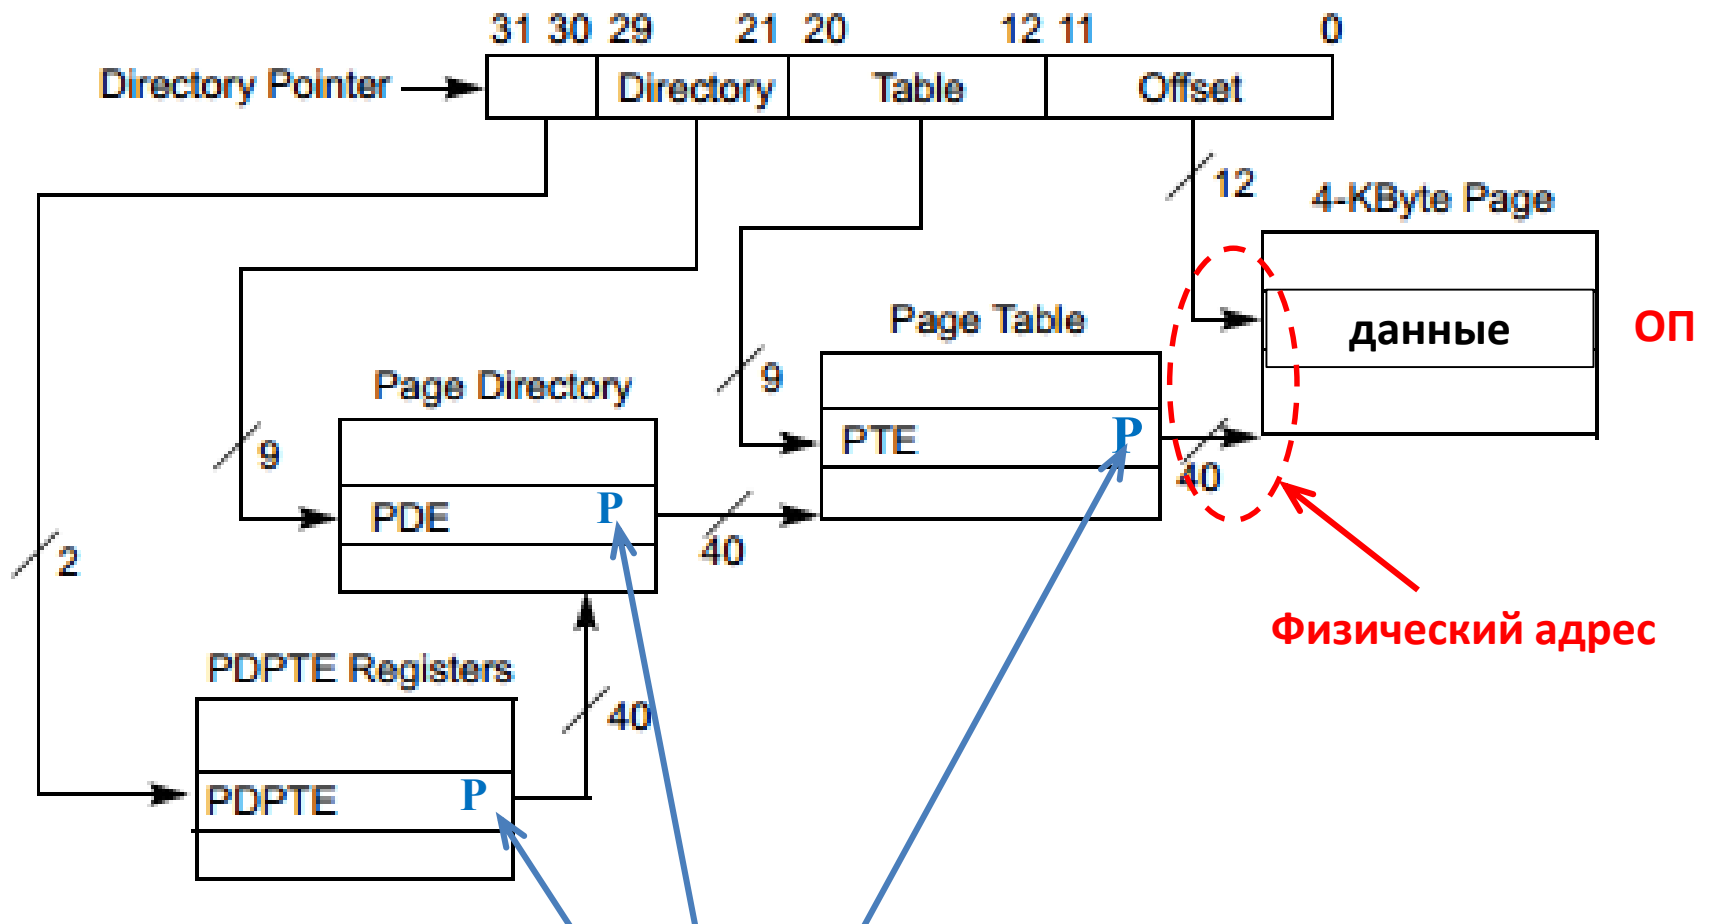 31 30 29 21 20 12 11 0
Directory Pointer Directory Table Offset
12
4-KByte Page
данные ОП
Page Table
9
PTE P
40
Page Directory
9
PDE P
40
2
Физический адрес
PDPTE Registers
40
PDPTE P